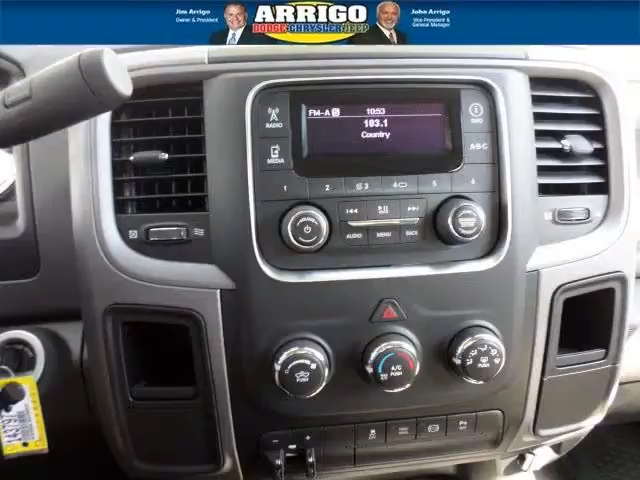 Jim Arrigo
Owner & President
ARRIGO
DODGE-CHRYSLER-JEEP
John Arrigo
Vice President &
General Manager
FM-A 10:53
103.1
Country
RADIO
MEDIA
INFO
A-B-C
1 2 3 4 5 6
AUDIO MENU BACK
PUSH
A/C
PUSH
PUSH
OFF